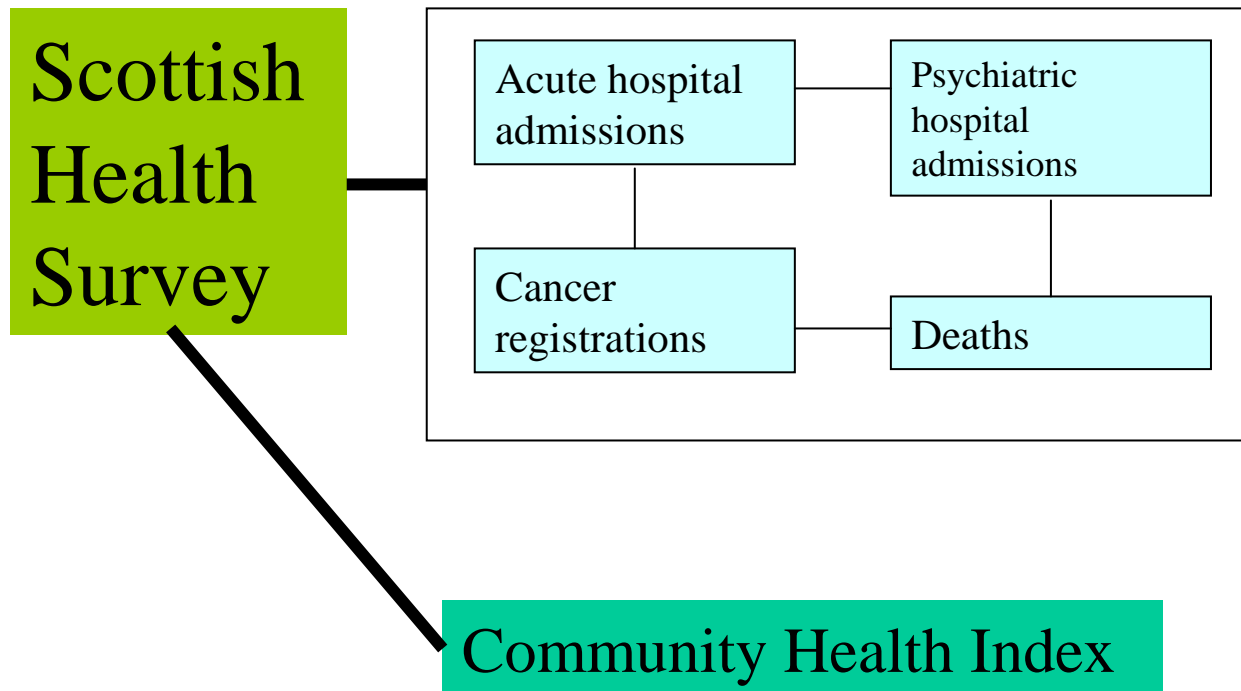 Scottish
Health
Survey
Acute hospital
admissions
Psychiatric
hospital
admissions
Cancer
registrations
Deaths
Community Health Index